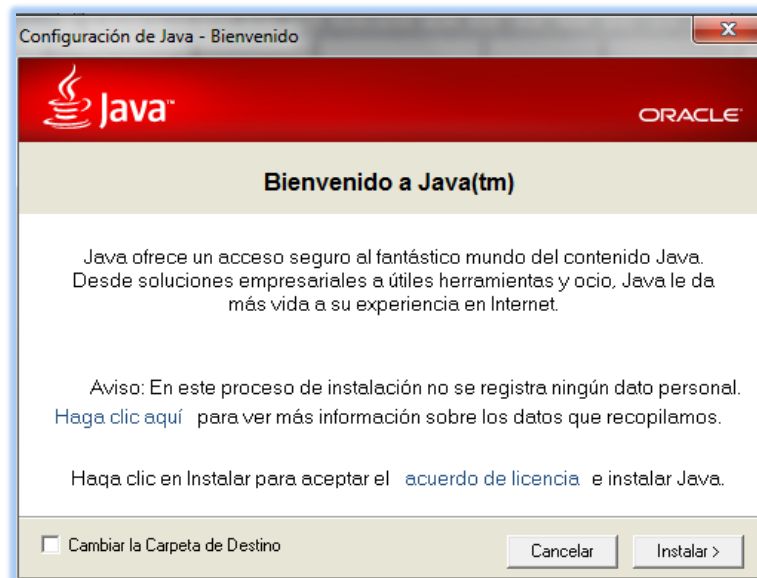 Configuración de Java - Bienvenido
Java™
ORACLE
Bienvenido a Java(tm)
Java ofrece un acceso seguro al fantástico mundo del contenido Java.
Desde soluciones empresariales a útiles herramientas y ocio, Java le da
más vida a su experiencia en Internet.
Aviso: En este proceso de instalación no se registra ningún dato personal.
Haga clic aquí para ver más información sobre los datos que recopilamos.
Haga clic en Instalar para aceptar el acuerdo de licencia e instalar Java.
Cambiar la Carpeta de Destino
Cancelar
Instalar >